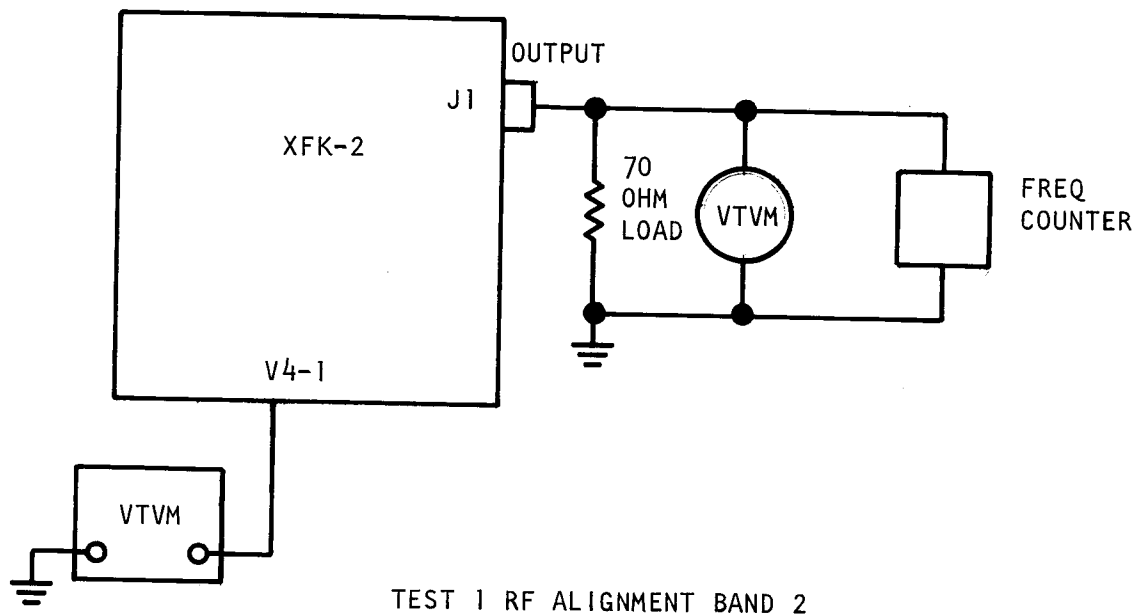 OUTPUT
J1
XFK-2
70
OHM
LOAD
VTVM
FREQ
COUNTER
V4-1
VTVM
TEST 1 RF ALIGNMENT BAND 2